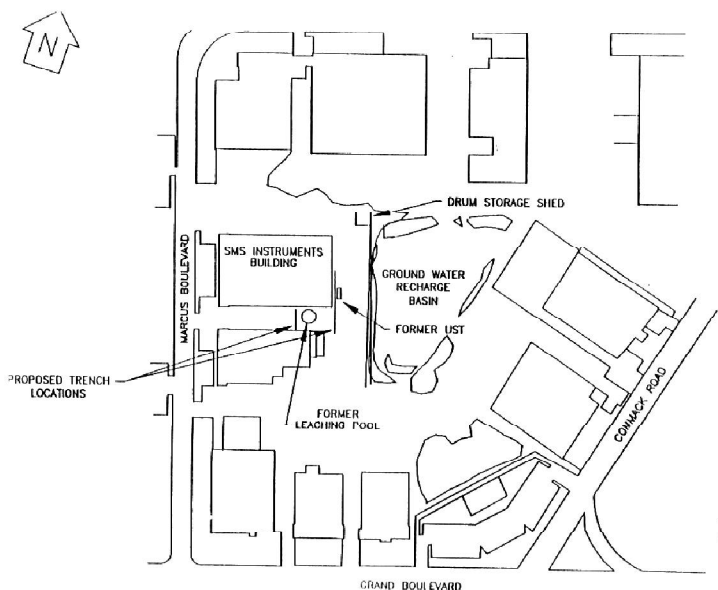 N
DRUM STORAGE SHED
SMS INSTRUMENTS
BUILDING
GROUND WATER
RECHARGE
BASIN
MARCUS BOULEVARD
FORMER UST
PROPOSED TRENCH
LOCATIONS
FORMER
LEACHING POOL
COMMACK ROAD
GRAND BOULEVARD